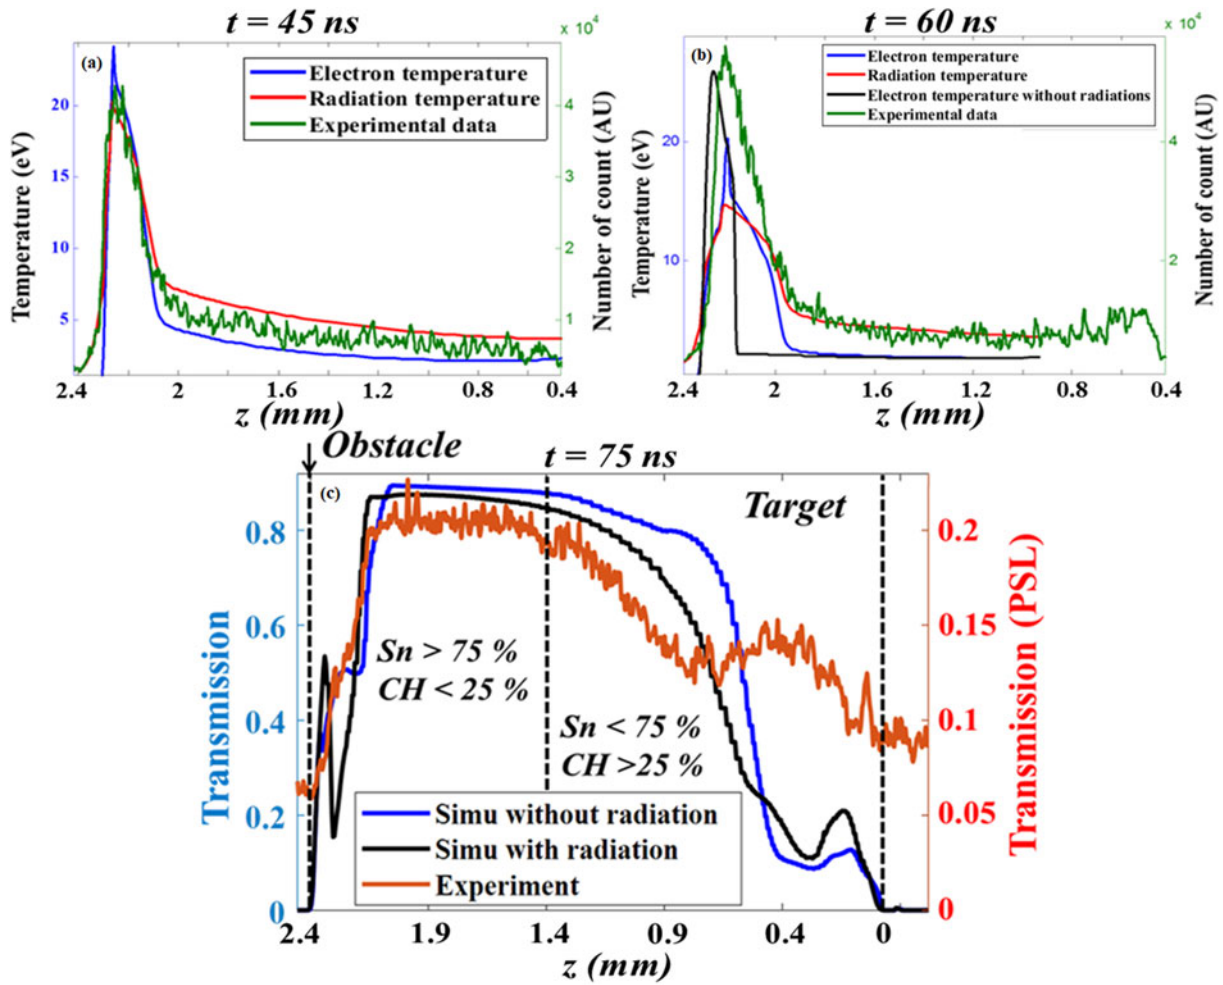 t = 45 ns
x 10^4
(a)
Electron temperature
Radiation temperature
Experimental data
Temperature (eV)
20
15
10
5
Number of count (AU)
4
3
2
1
2.4 2 1.6 1.2 0.8 0.4
z (mm)
t = 60 ns
x 10^4
(b)
Electron temperature
Radiation temperature
Electron temperature without radiations
Experimental data
Temperature (eV)
20
10
Number of count (AU)
4
2
2.4 2 1.6 1.2 0.8 0.4
z (mm)
Obstacle
t = 75 ns
(c)
Target
Transmission
0.8
0.6
0.4
0.2
0
Transmission (PSL)
0.2
0.15
0.1
0.05
0
Sn > 75 %
CH < 25 %
Sn < 75 %
CH >25 %
Simu without radiation
Simu with radiation
Experiment
2.4 1.9 1.4 0.9 0.4 0
z (mm)